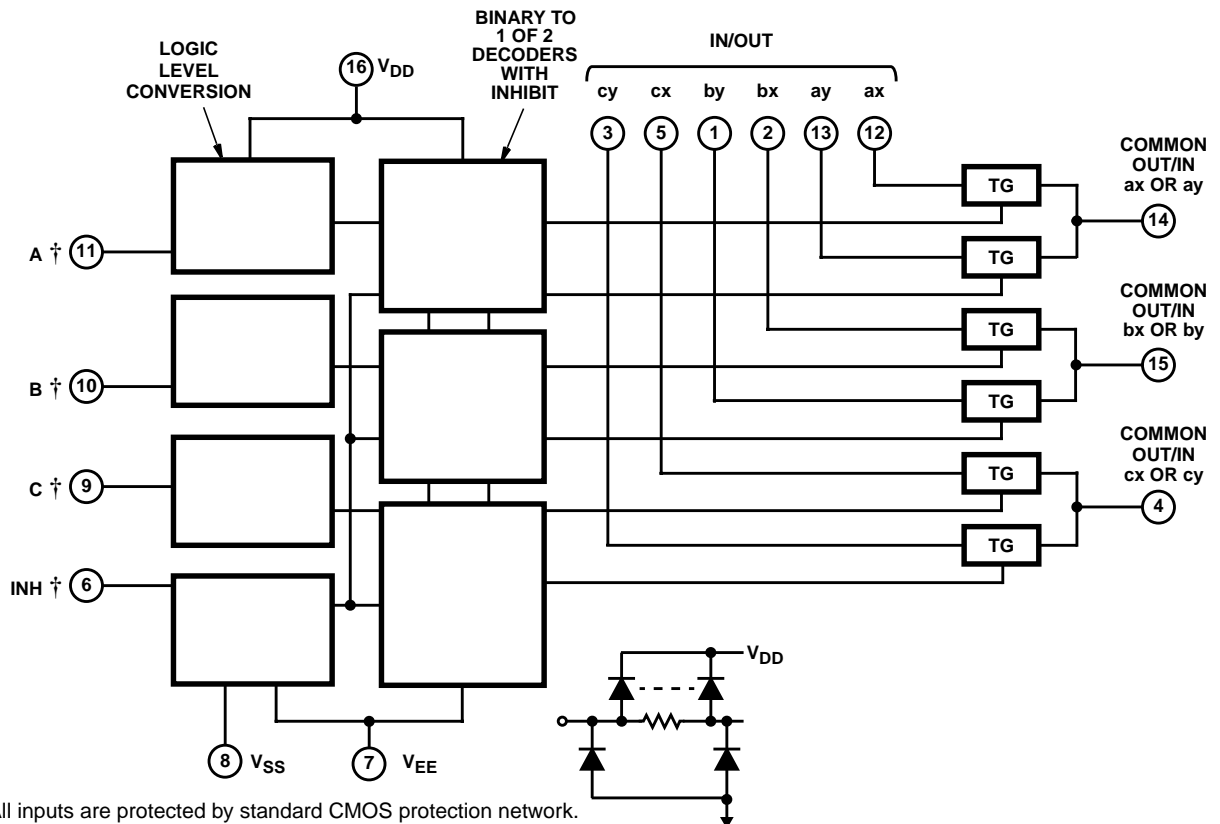 LOGIC
LEVEL
CONVERSION
16 VDD
BINARY TO
1 OF 2
DECODERS
WITH
INHIBIT
IN/OUT
cy cx by bx ay ax
3 5 1 2 13 12
COMMON
OUT/IN
ax OR ay
TG
14
A † 11
TG
COMMON
OUT/IN
bx OR by
TG
15
B † 10
TG
COMMON
OUT/IN
cx OR cy
TG
C † 9
4
TG
INH † 6
VDD
8 VSS
7 VEE
All inputs are protected by standard CMOS protection network.